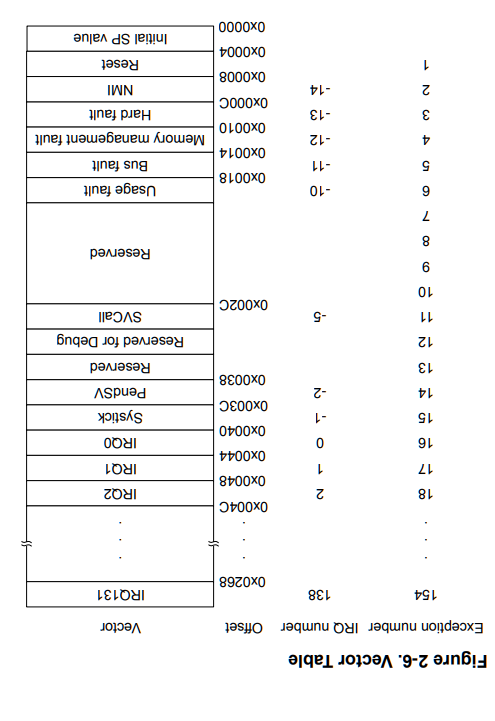 Figure 2-6. Vector Table
Exception number IRQ number Offset Vector
154 138 0x0268 IRQ131
. . .
. . .
. . .
0x004C
18 2 0x0048 IRQ2
17 1 0x0044 IRQ1
16 0 0x0040 IRQ0
15 -1 0x003C Systick
14 -2 0x0038 PendSV
13 Reserved
12 Reserved for Debug
11 -5 0x002C SVCall
10
9
Reserved
8
7
6 -10 0x0018 Usage fault
5 -11 0x0014 Bus fault
4 -12 0x0010 Memory management fault
3 -13 0x000C Hard fault
2 -14 0x0008 NMI
1 0x0004 Reset
0x0000 Initial SP value